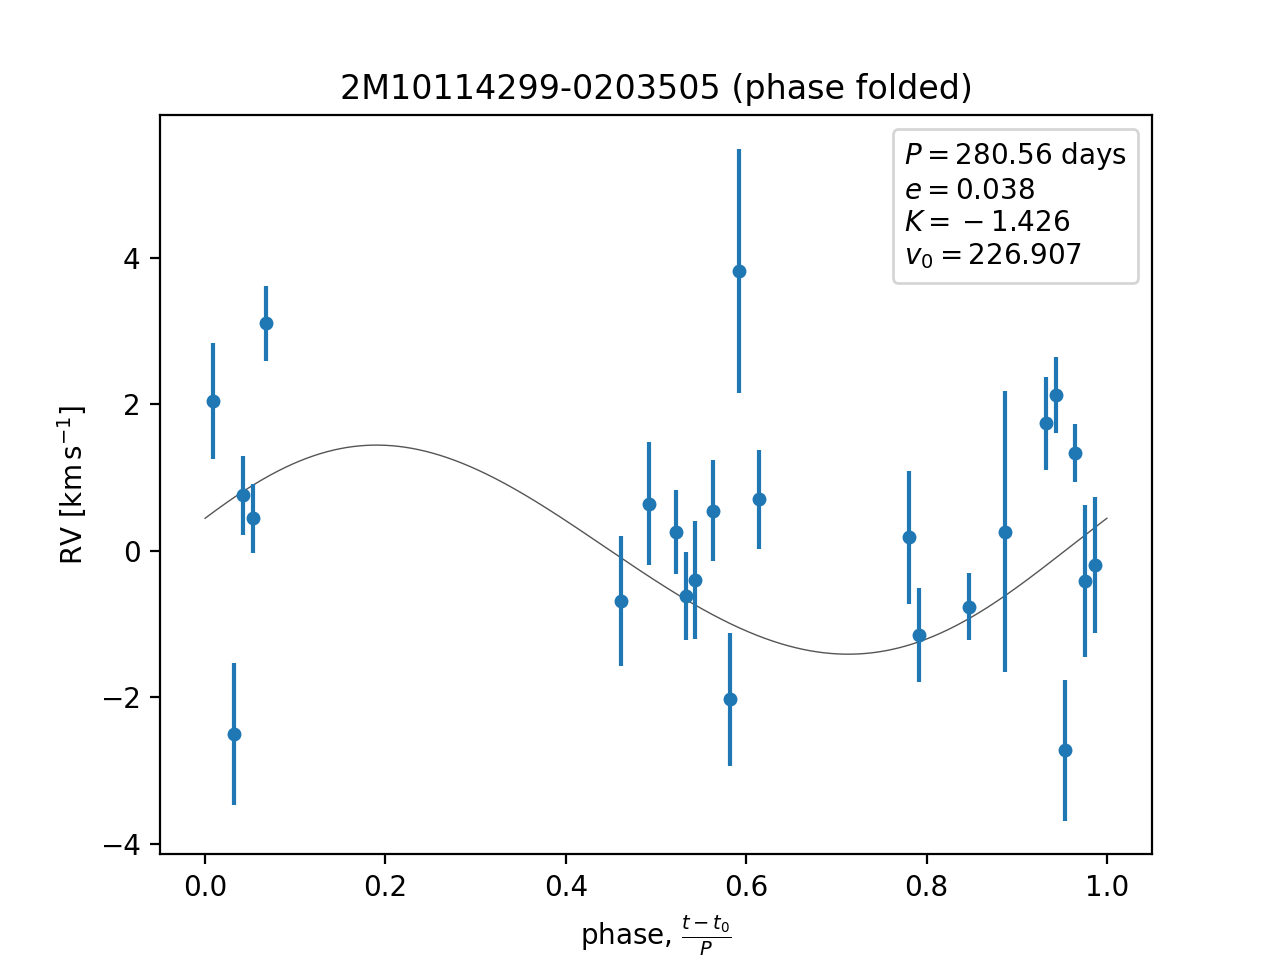 2M10114299-0203505 (phase folded)
P = 280.56 days
e = 0.038
K = −1.426
v₀ = 226.907
RV [km s⁻¹]
4
2
0
−2
−4
0.0 0.2 0.4 0.6 0.8 1.0
phase, (t − t₀)/P